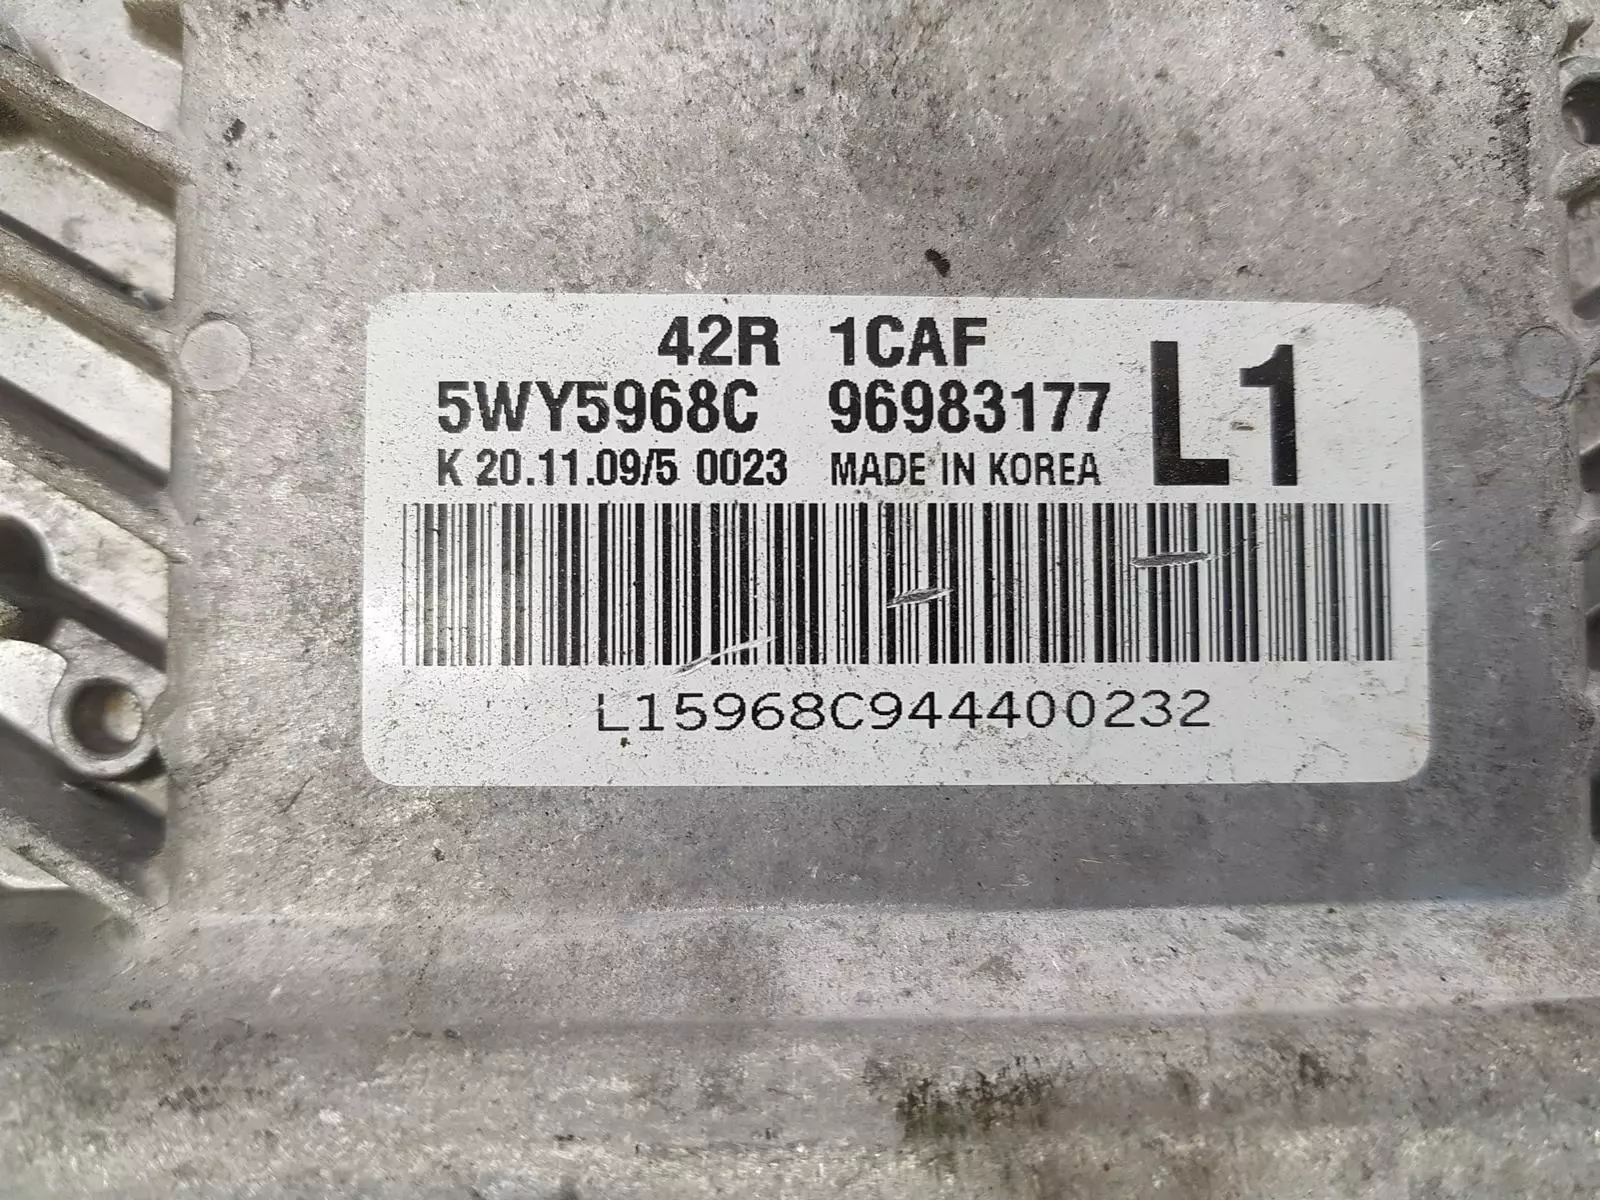 42R 1CAF
5WY5968C 96983177 L1
K 20.11.09/5 0023 MADE IN KOREA
L15968C944400232